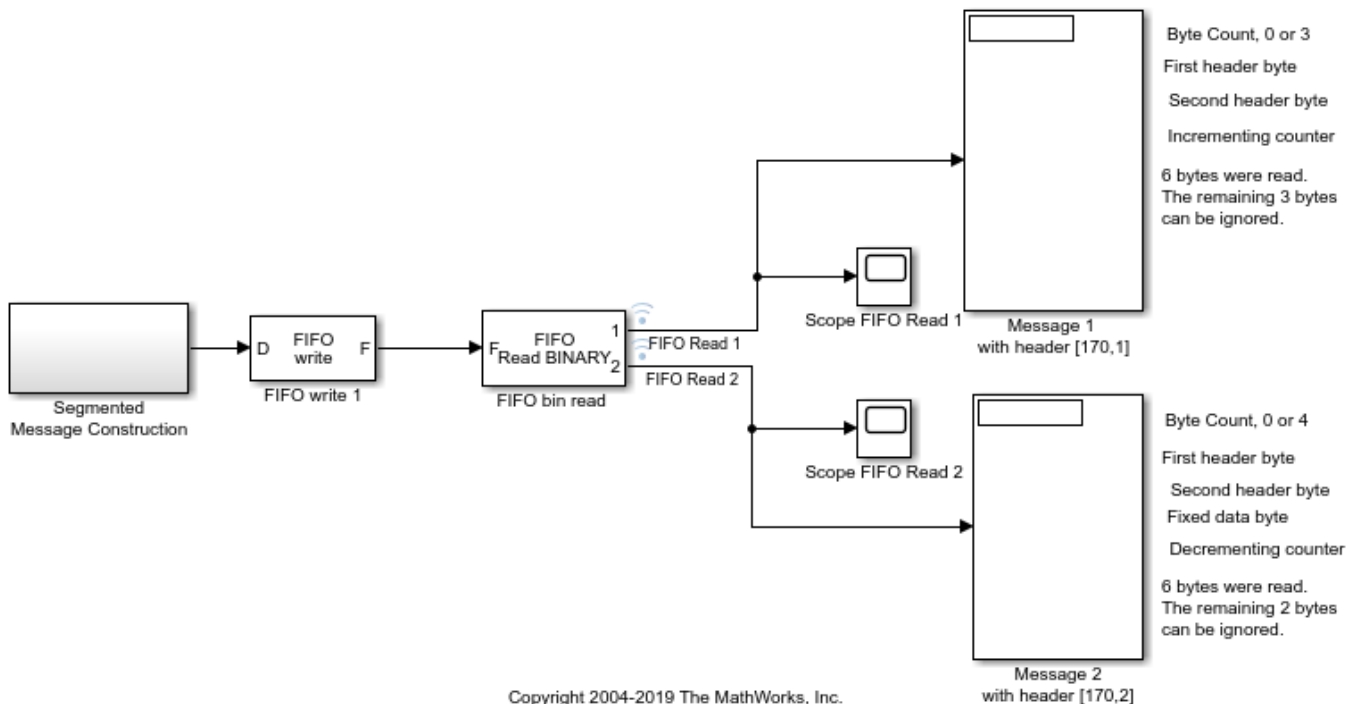 Segmented
Message Construction
D
FIFO
write
F
FIFO write 1
F
FIFO
Read BINARY
1
2
FIFO bin read
FIFO Read 1
FIFO Read 2
Scope FIFO Read 1
Scope FIFO Read 2
Message 1
with header [170,1]
Byte Count, 0 or 3
First header byte
Second header byte
Incrementing counter
6 bytes were read.
The remaining 3 bytes
can be ignored.
Message 2
with header [170,2]
Byte Count, 0 or 4
First header byte
Second header byte
Fixed data byte
Decrementing counter
6 bytes were read.
The remaining 2 bytes
can be ignored.
Copyright 2004-2019 The MathWorks, Inc.